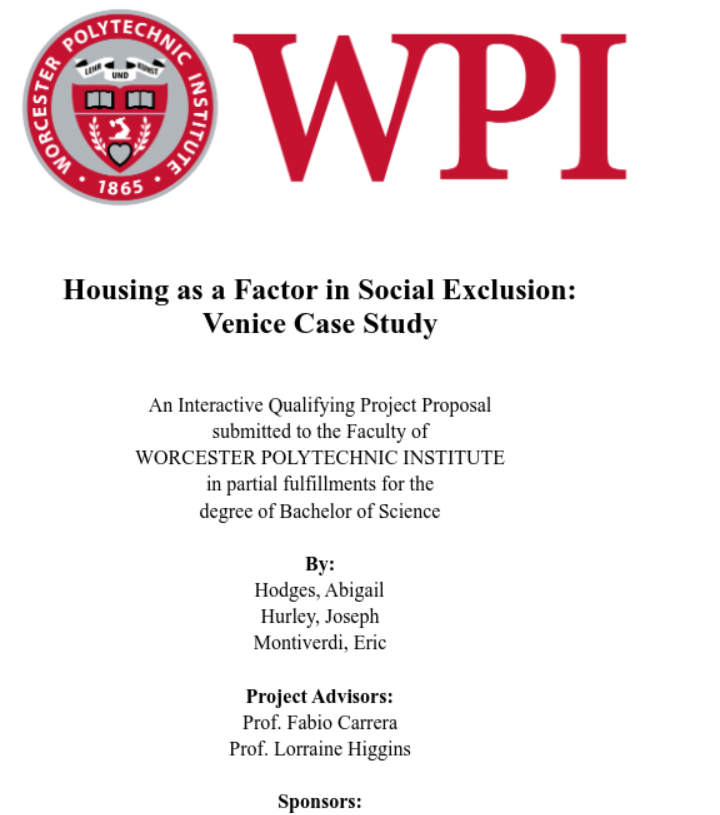 WORCESTER POLYTECHNIC INSTITUTE
LEHR UND KUNST
1865
WPI
Housing as a Factor in Social Exclusion:
Venice Case Study
An Interactive Qualifying Project Proposal
submitted to the Faculty of
WORCESTER POLYTECHNIC INSTITUTE
in partial fulfillments for the
degree of Bachelor of Science
By:
Hodges, Abigail
Hurley, Joseph
Montiverdi, Eric
Project Advisors:
Prof. Fabio Carrera
Prof. Lorraine Higgins
Sponsors: